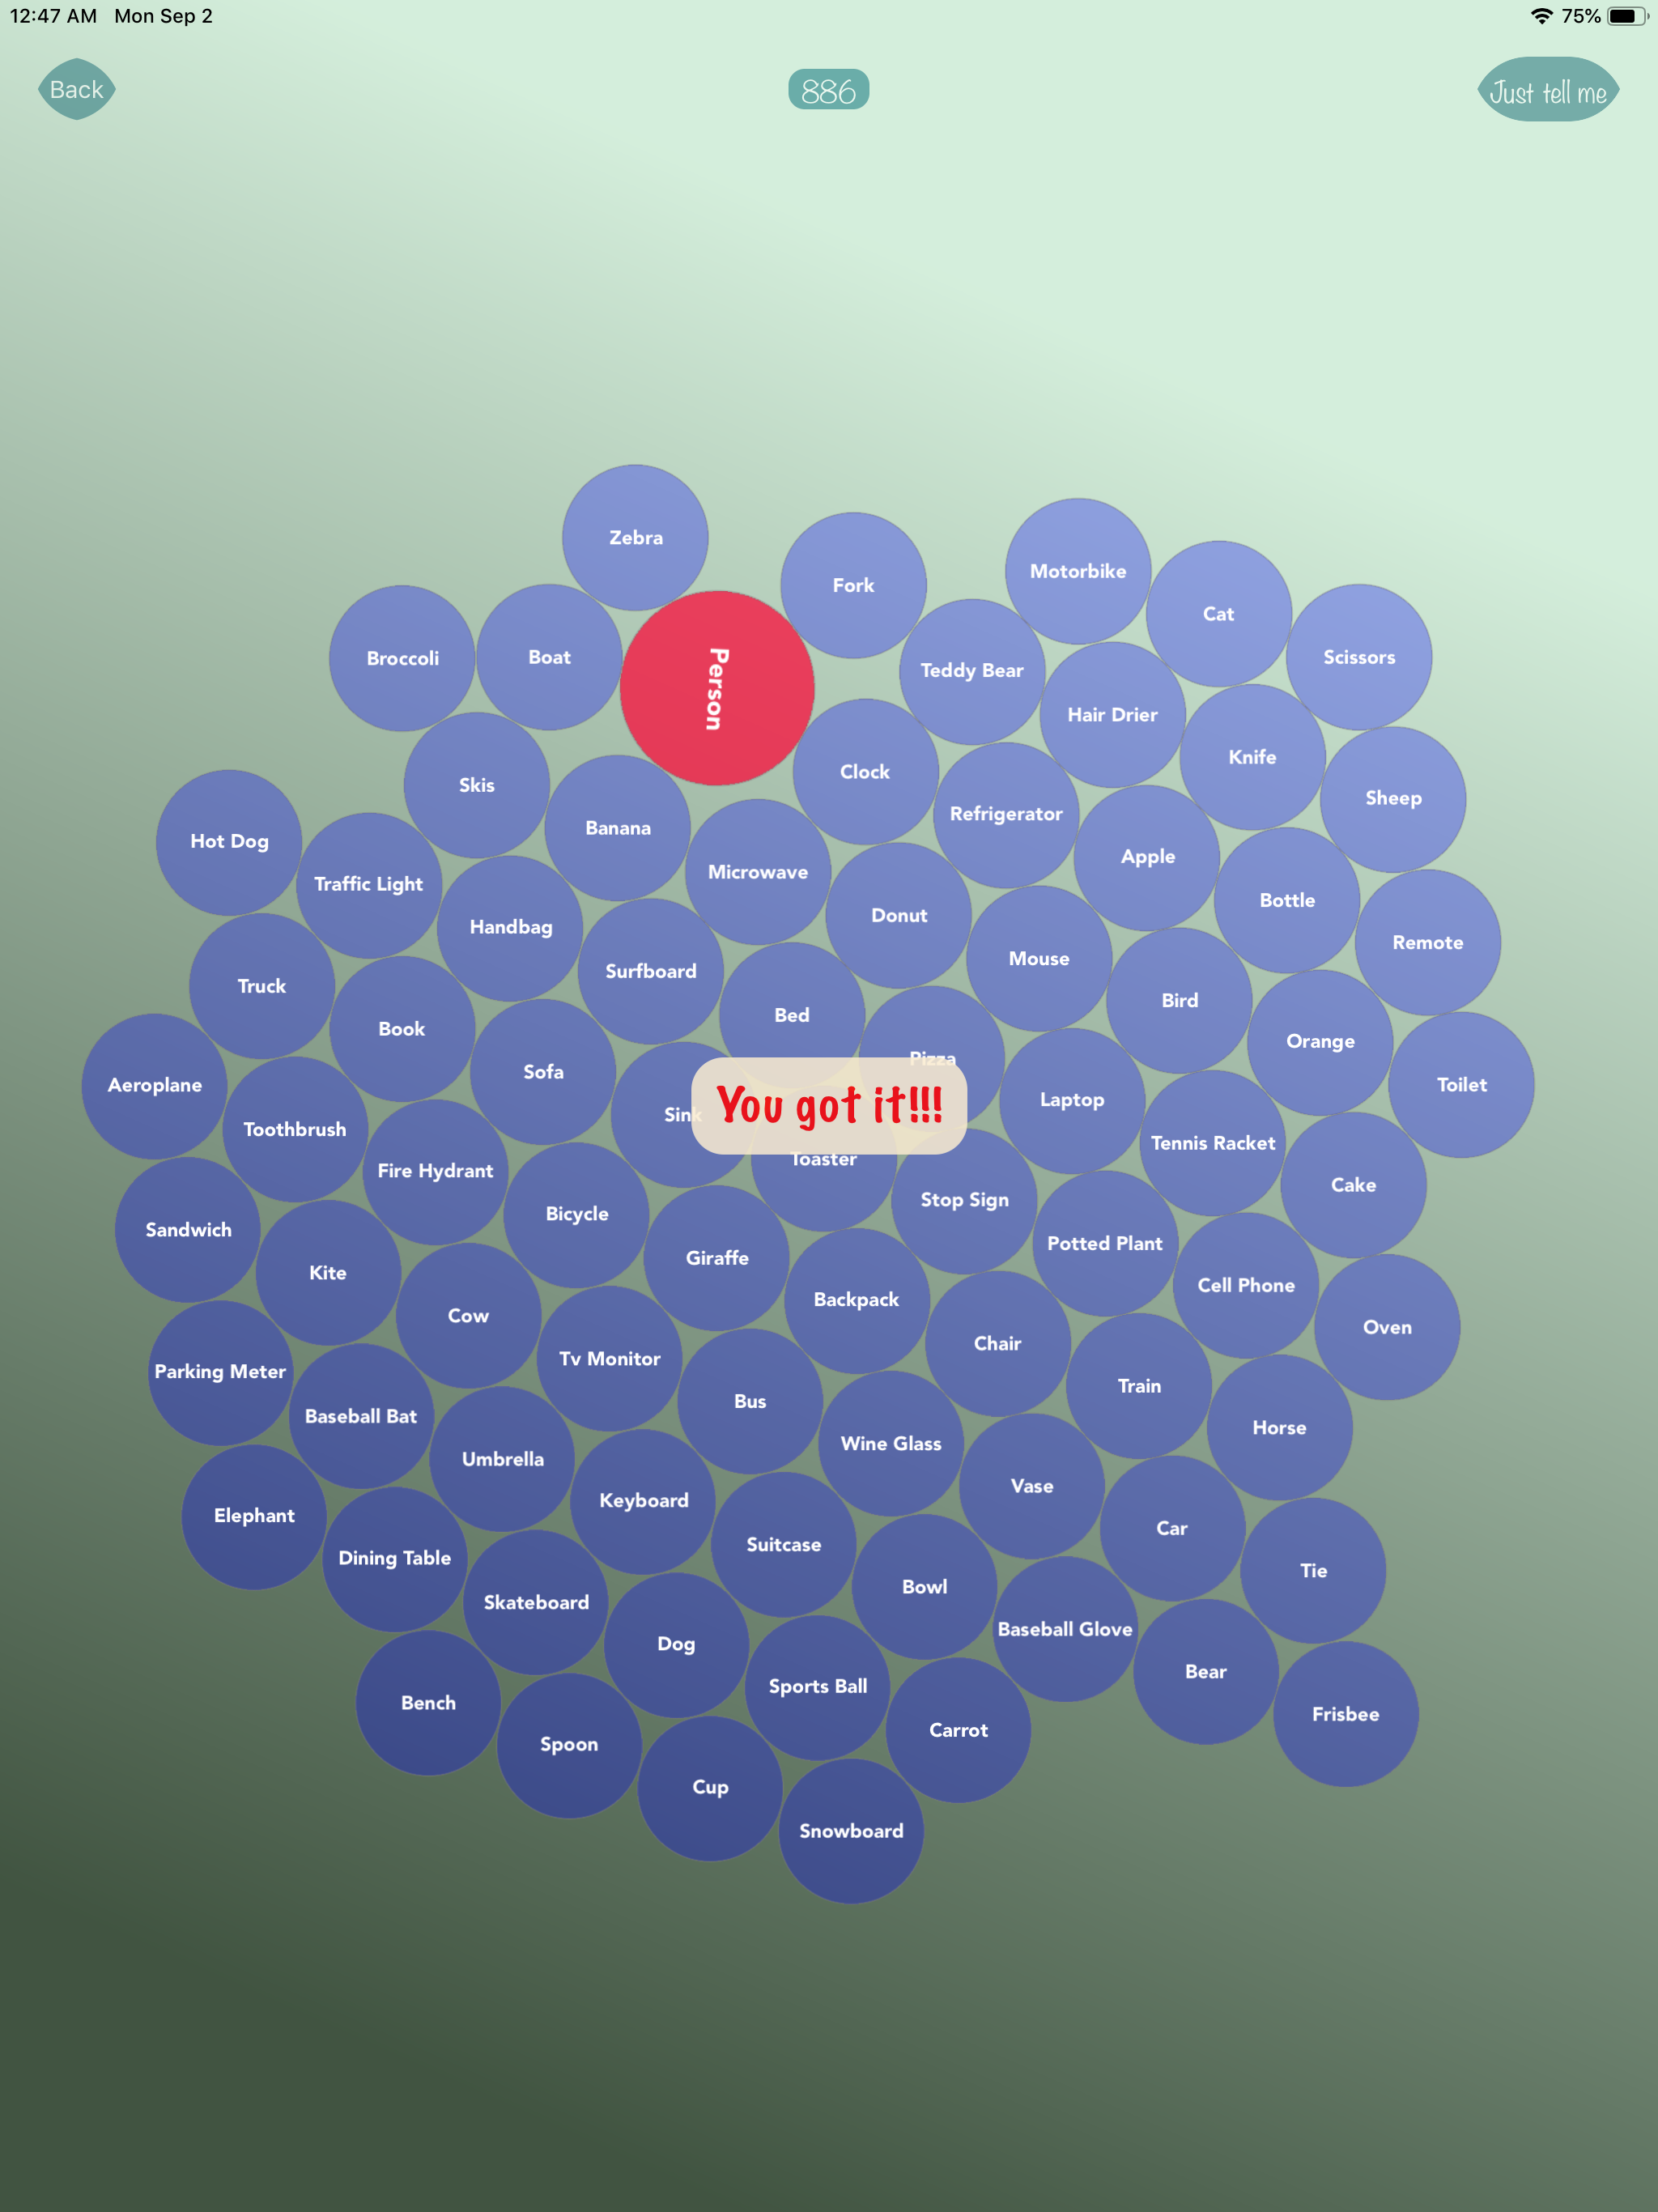 12:47 AM Mon Sep 2
75%
Back
886
Just tell me
Zebra
Fork
Motorbike
Cat
Broccoli
Boat
Person
Teddy Bear
Scissors
Hair Drier
Skis
Clock
Knife
Banana
Refrigerator
Sheep
Hot Dog
Traffic Light
Microwave
Apple
Handbag
Donut
Bottle
Surfboard
Mouse
Remote
Truck
Book
Bed
Bird
Sofa
Pizza
Orange
Aeroplane
Toothbrush
Sink
You got it!!!
Laptop
Toilet
Fire Hydrant
Toaster
Tennis Racket
Sandwich
Bicycle
Stop Sign
Cake
Kite
Giraffe
Potted Plant
Cow
Backpack
Cell Phone
Parking Meter
Tv Monitor
Chair
Oven
Baseball Bat
Bus
Train
Umbrella
Wine Glass
Horse
Elephant
Keyboard
Vase
Dining Table
Suitcase
Car
Skateboard
Bowl
Tie
Dog
Baseball Glove
Bench
Sports Ball
Bear
Spoon
Carrot
Frisbee
Cup
Snowboard